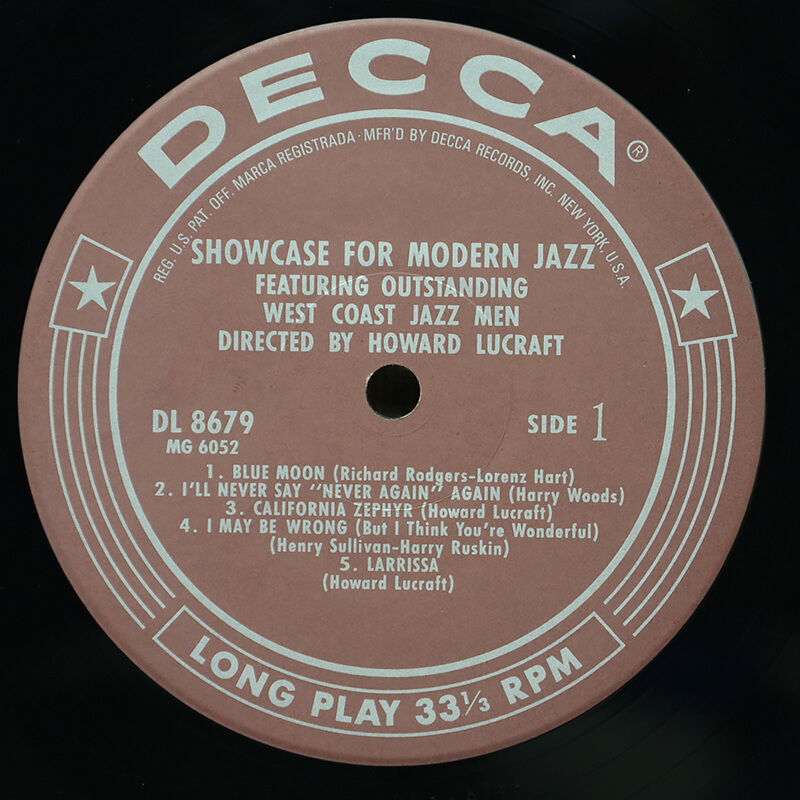 DECCA®
REG. U.S. PAT. OFF. MARCA REGISTRADA · MFR'D BY DECCA RECORDS, INC. NEW YORK, U.S.A.
SHOWCASE FOR MODERN JAZZ
FEATURING OUTSTANDING
WEST COAST JAZZ MEN
DIRECTED BY HOWARD LUCRAFT
DL 8679
SIDE 1
MG 6052
1. BLUE MOON (Richard Rodgers-Lorenz Hart)
2. I'LL NEVER SAY "NEVER AGAIN" AGAIN (Harry Woods)
3. CALIFORNIA ZEPHYR (Howard Lucraft)
4. I MAY BE WRONG (But I Think You're Wonderful)
(Henry Sullivan-Harry Ruskin)
5. LARRISSA
(Howard Lucraft)
LONG PLAY 33⅓ RPM